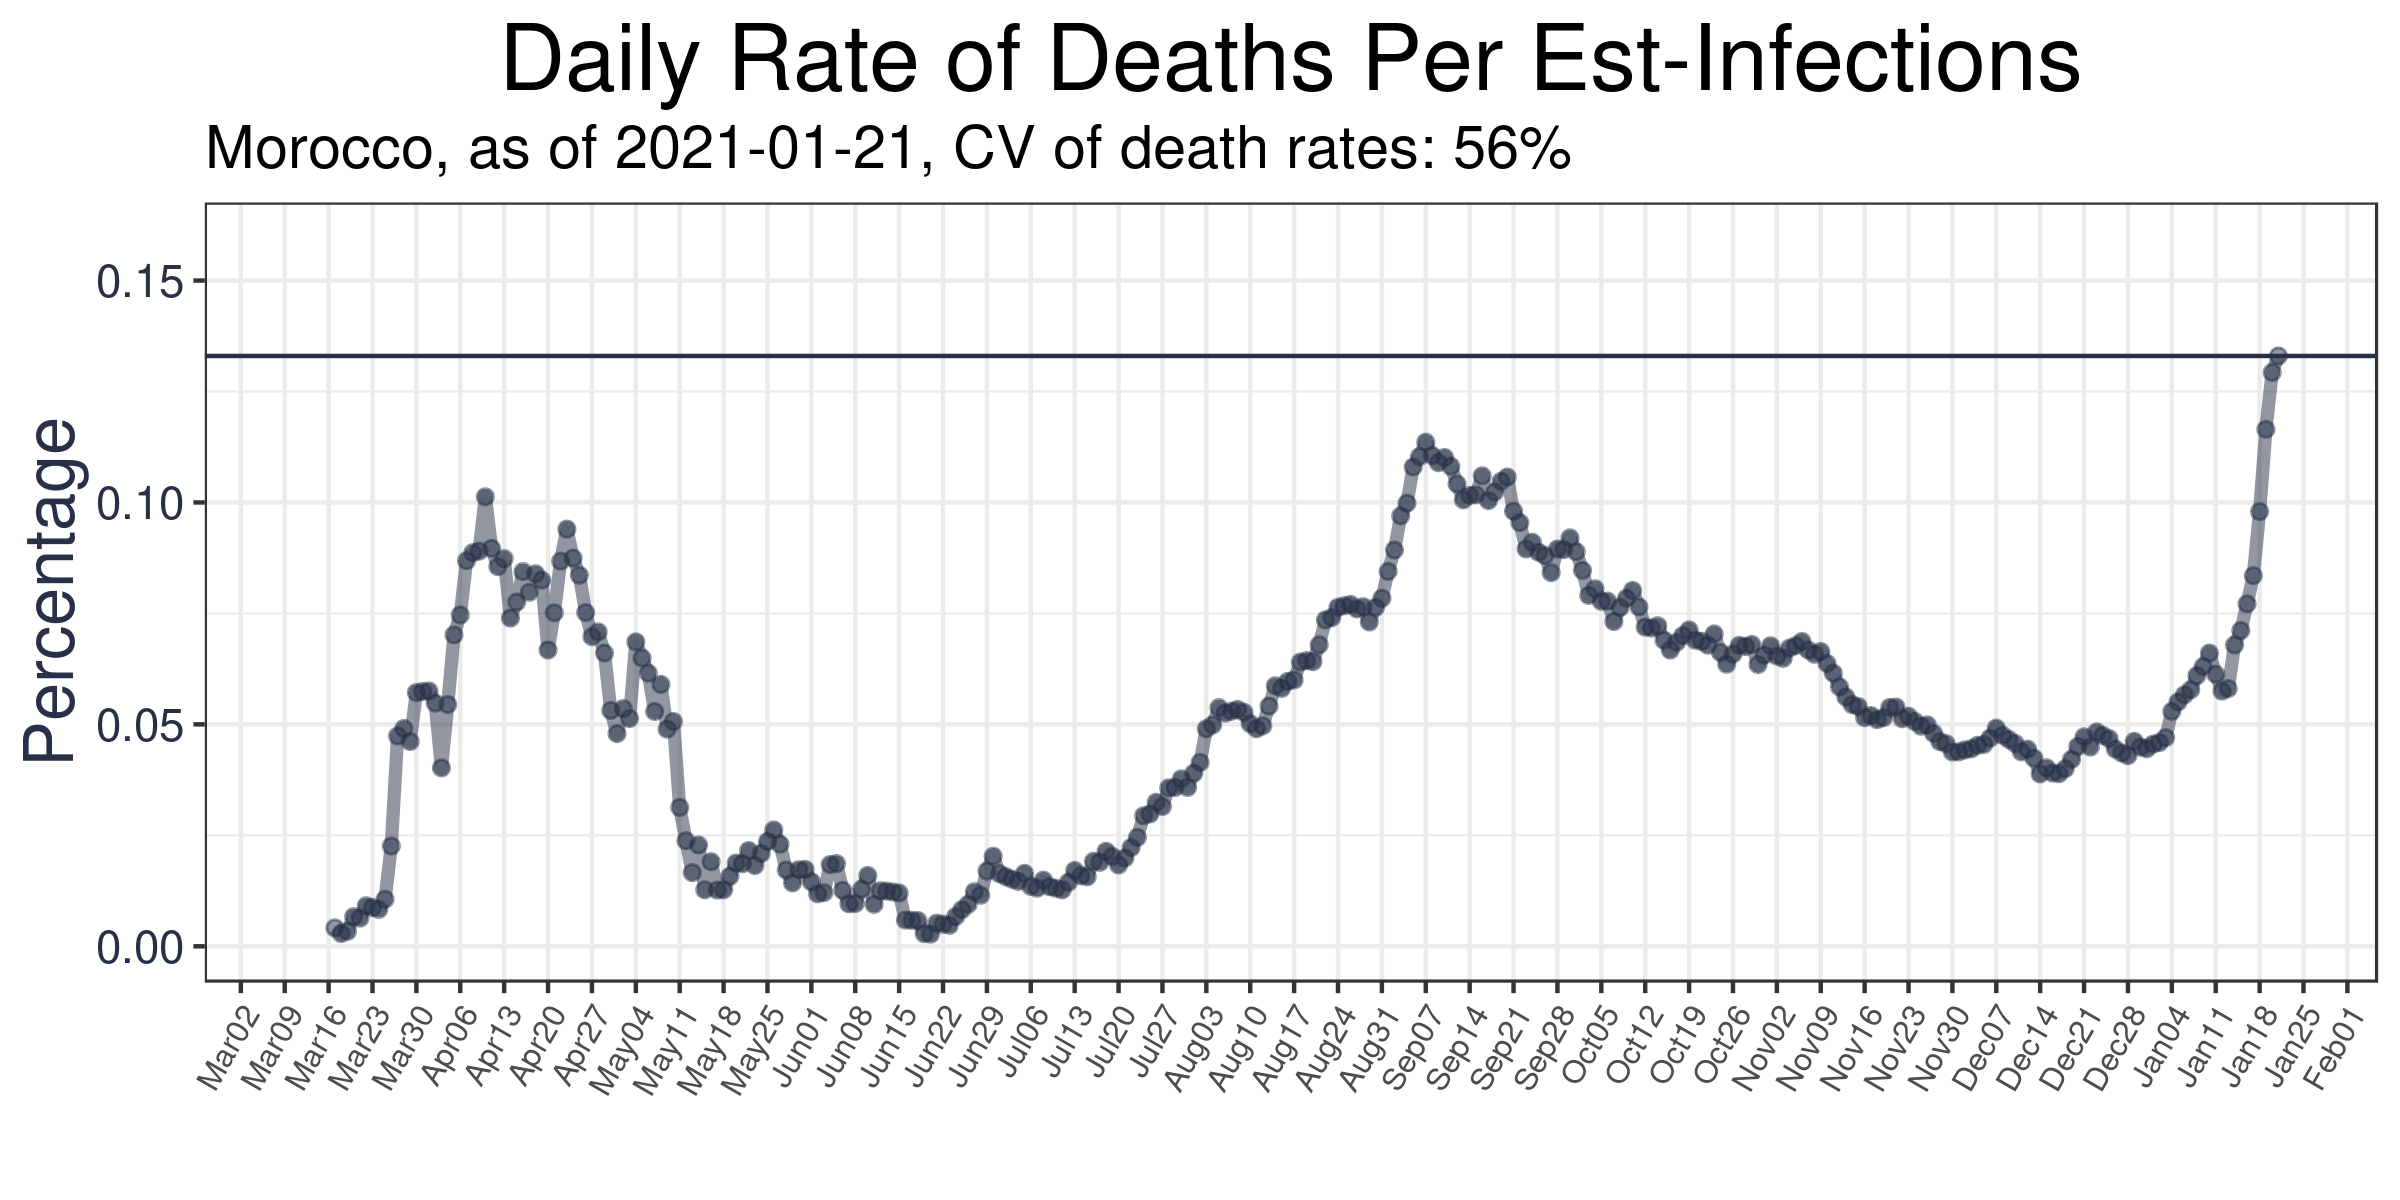 Daily Rate of Deaths Per Est-Infections
Morocco, as of 2021-01-21, CV of death rates: 56%
Percentage
0.15
0.10
0.05
0.00
Mar02
Mar09
Mar16
Mar23
Mar30
Apr06
Apr13
Apr20
Apr27
May04
May11
May18
May25
Jun01
Jun08
Jun15
Jun22
Jun29
Jul06
Jul13
Jul20
Jul27
Aug03
Aug10
Aug17
Aug24
Aug31
Sep07
Sep14
Sep21
Sep28
Oct05
Oct12
Oct19
Oct26
Nov02
Nov09
Nov16
Nov23
Nov30
Dec07
Dec14
Dec21
Dec28
Jan04
Jan11
Jan18
Jan25
Feb01